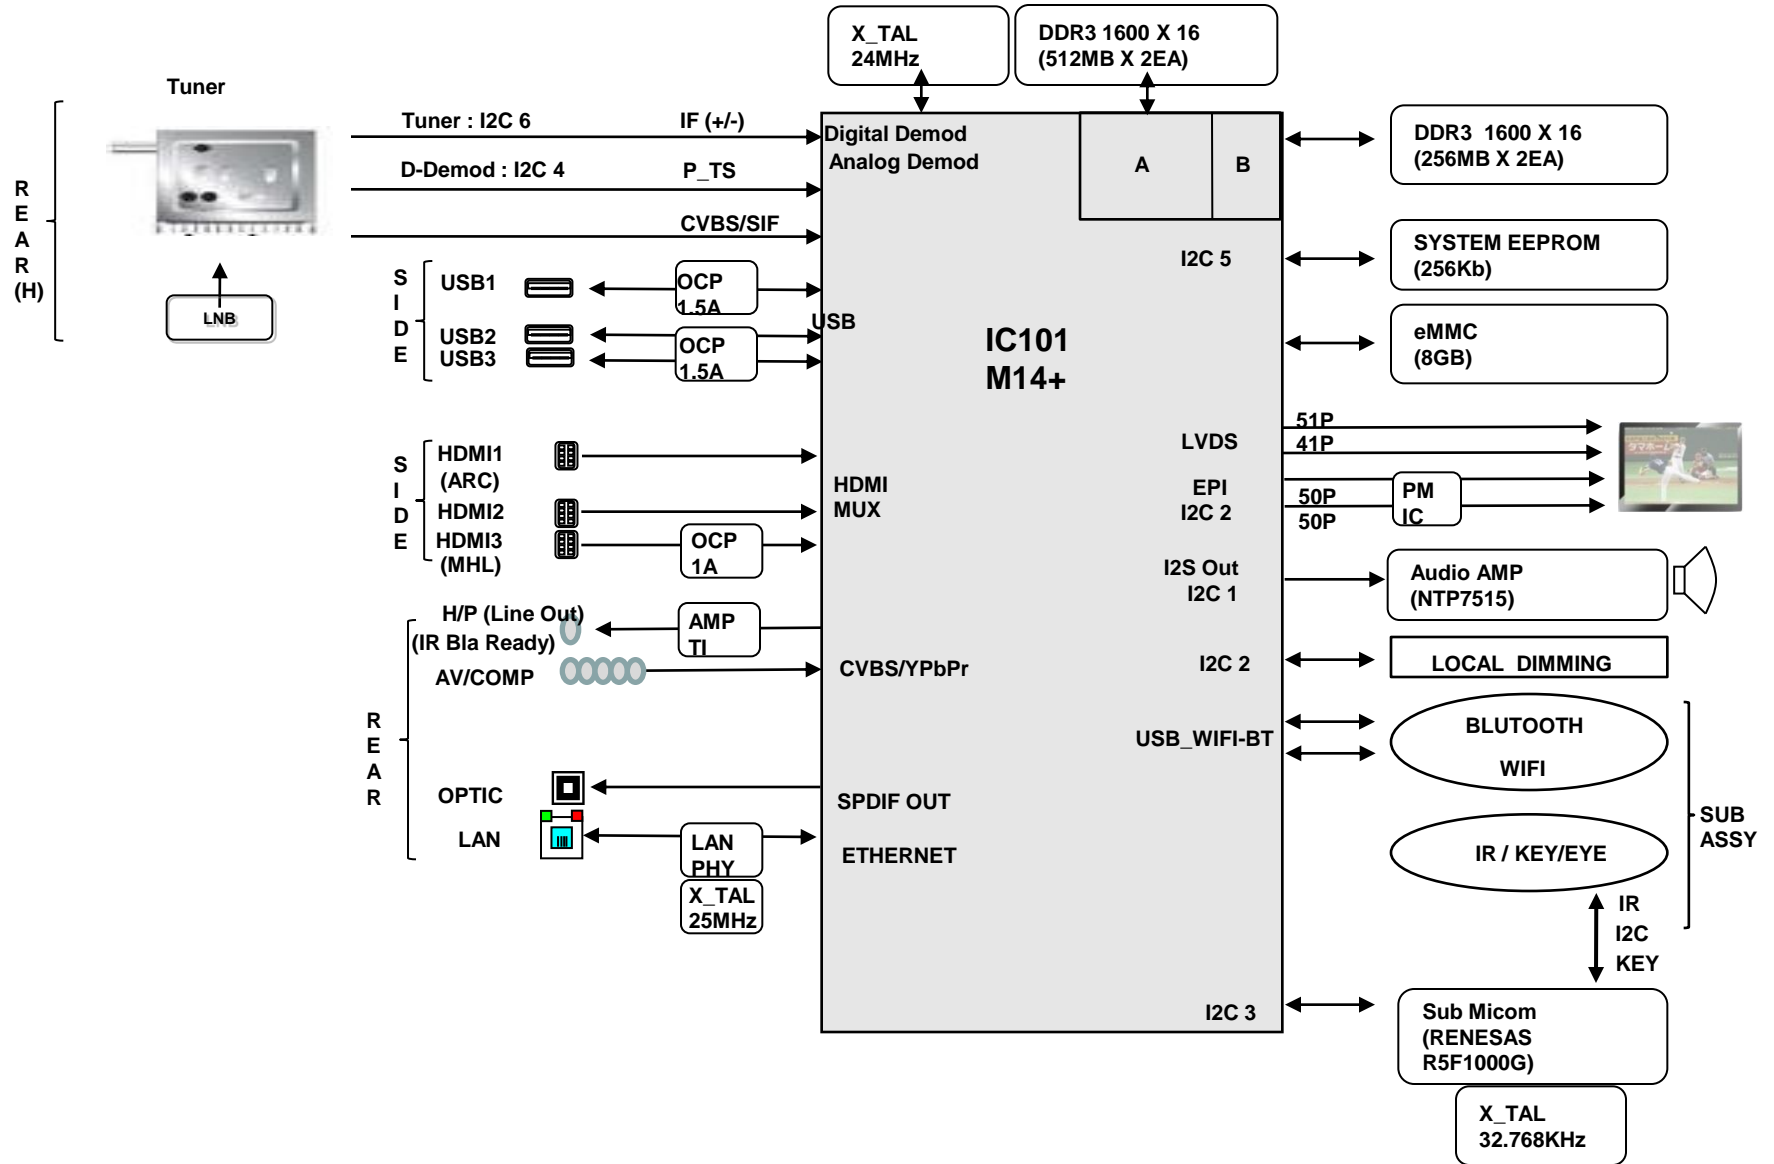 X_TAL
24MHz
DDR3 1600 X 16
(512MB X 2EA)
Tuner
REAR
(H)
LNB
Tuner : I2C 6
IF (+/-)
D-Demod : I2C 4
P_TS
CVBS/SIF
Digital Demod
Analog Demod
A
B
DDR3 1600 X 16
(256MB X 2EA)
SIDE
USB1
OCP
1.5A
USB2
USB3
OCP
1.5A
USB
IC101
M14+
I2C 5
SYSTEM EEPROM
(256Kb)
eMMC
(8GB)
SIDE
HDMI1
(ARC)
HDMI2
HDMI3
(MHL)
OCP
1A
HDMI
MUX
LVDS
51P
41P
EPI
I2C 2
50P
50P
PM
IC
I2S Out
I2C 1
Audio AMP
(NTP7515)
REAR
H/P (Line Out)
(IR Bla Ready)
AMP
TI
AV/COMP
CVBS/YPbPr
I2C 2
LOCAL DIMMING
USB_WIFI-BT
BLUTOOTH
WIFI
OPTIC
SPDIF OUT
LAN
LAN
PHY
X_TAL
25MHz
ETHERNET
IR / KEY/EYE
SUB
ASSY
IR
I2C
KEY
I2C 3
Sub Micom
(RENESAS
R5F1000G)
X_TAL
32.768KHz